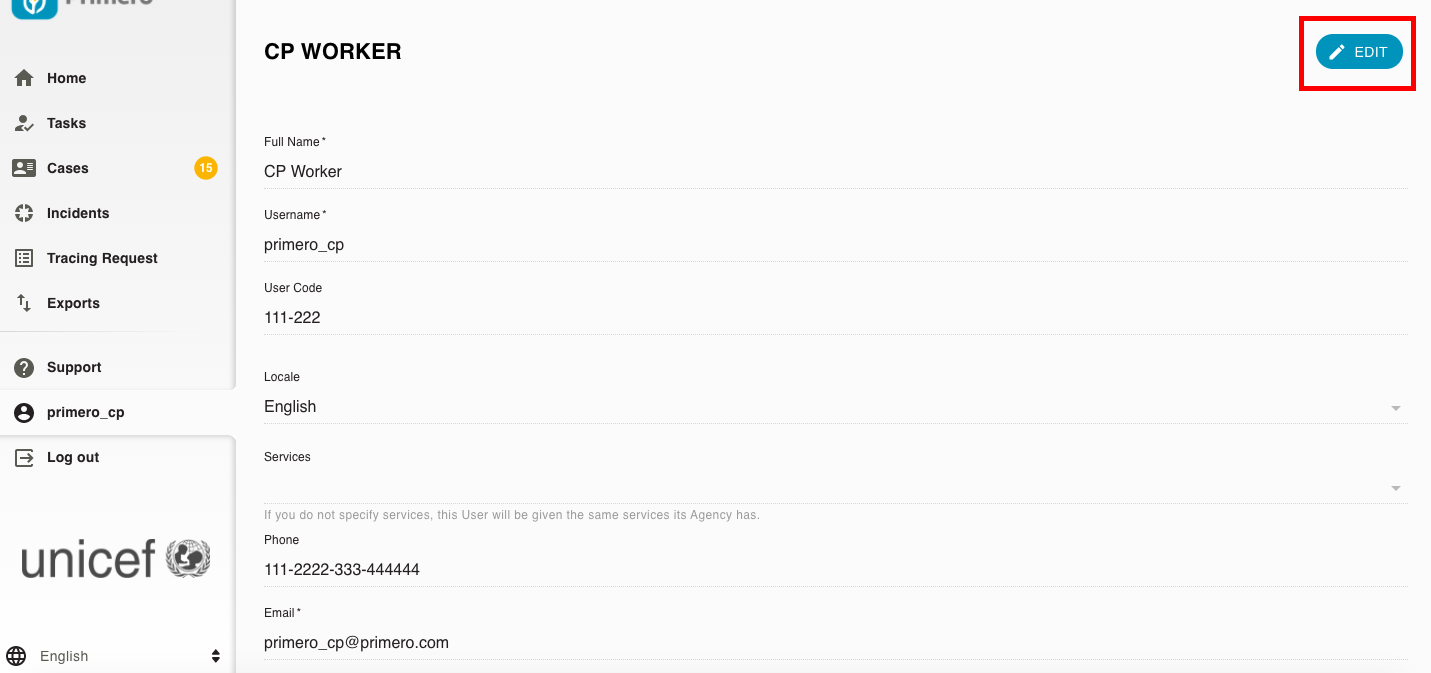 Primero
Home
Tasks
Cases 15
Incidents
Tracing Request
Exports
Support
primero_cp
Log out
unicef
English
CP WORKER
EDIT
Full Name*
CP Worker
Username*
primero_cp
User Code
111-222
Locale
English
Services
If you do not specify services, this User will be given the same services its Agency has.
Phone
111-2222-333-444444
Email*
primero_cp@primero.com